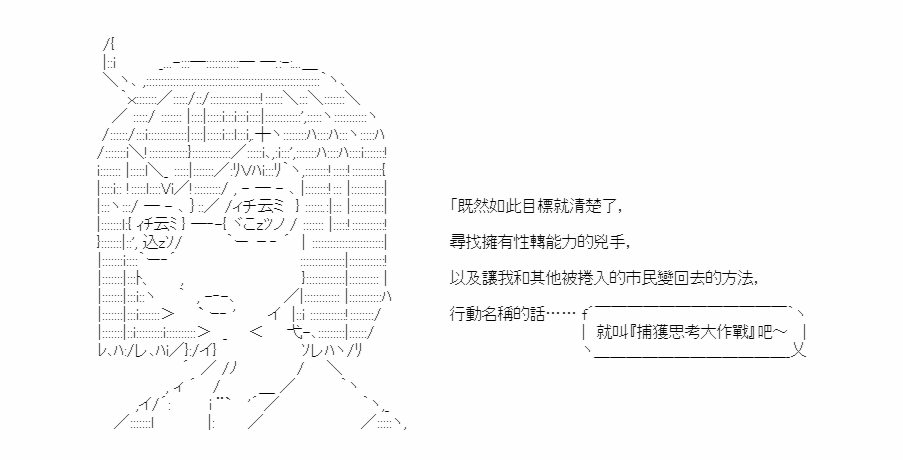 「既然如此目標就清楚了，
尋找擁有性轉能力的兇手，
以及讓我和其他被捲入的市民變回去的方法，
行動名稱的話……
就叫『捕獲思考大作戰』吧～